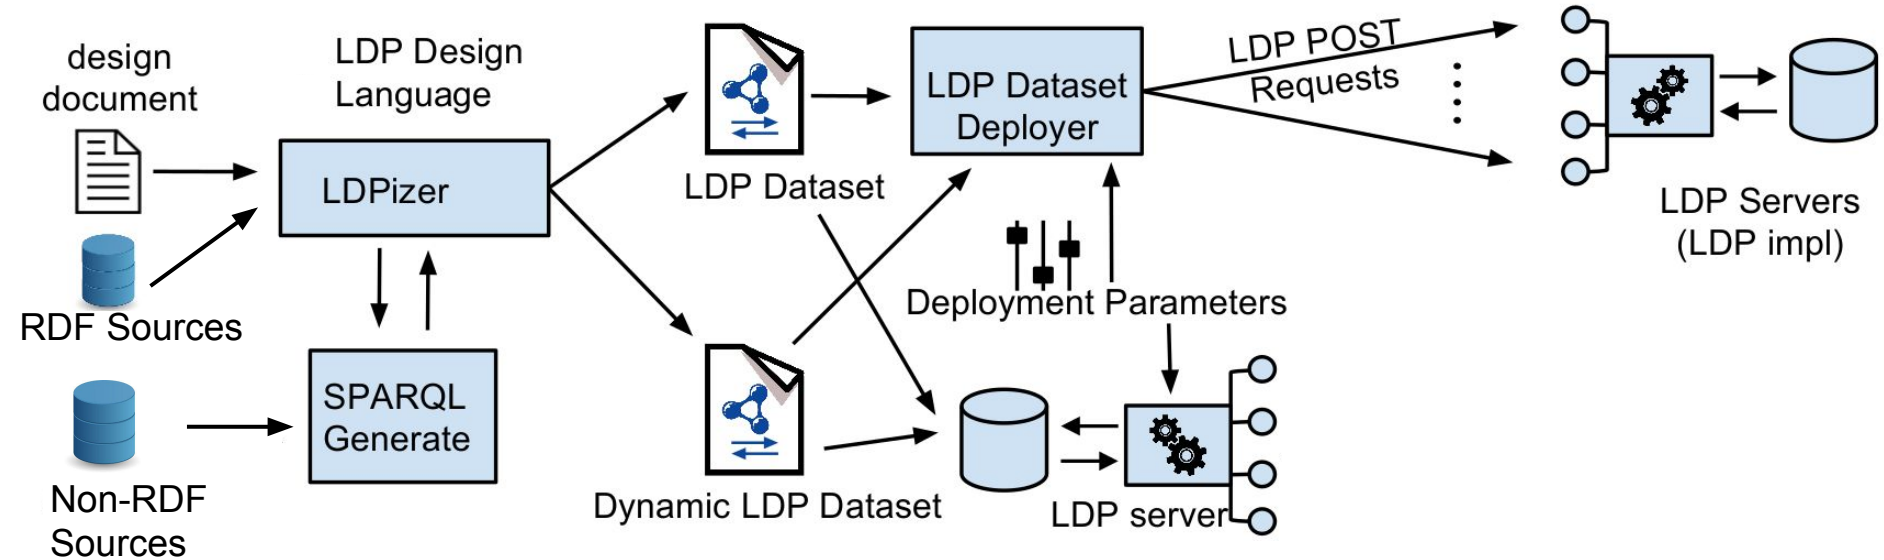 design
document
LDP Design
Language
LDPizer
RDF Sources
SPARQL
Generate
Non-RDF
Sources
LDP Dataset
Dynamic LDP Dataset
LDP Dataset
Deployer
LDP POST
Requests
Deployment Parameters
LDP server
LDP Servers
(LDP impl)